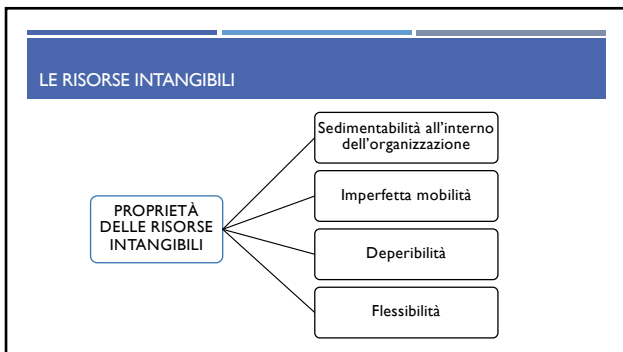 LE RISORSE INTANGIBILI
PROPRIETÀ
DELLE RISORSE
INTANGIBILI
Sedimentabilità all’interno
dell’organizzazione
Imperfetta mobilità
Deperibilità
Flessibilità